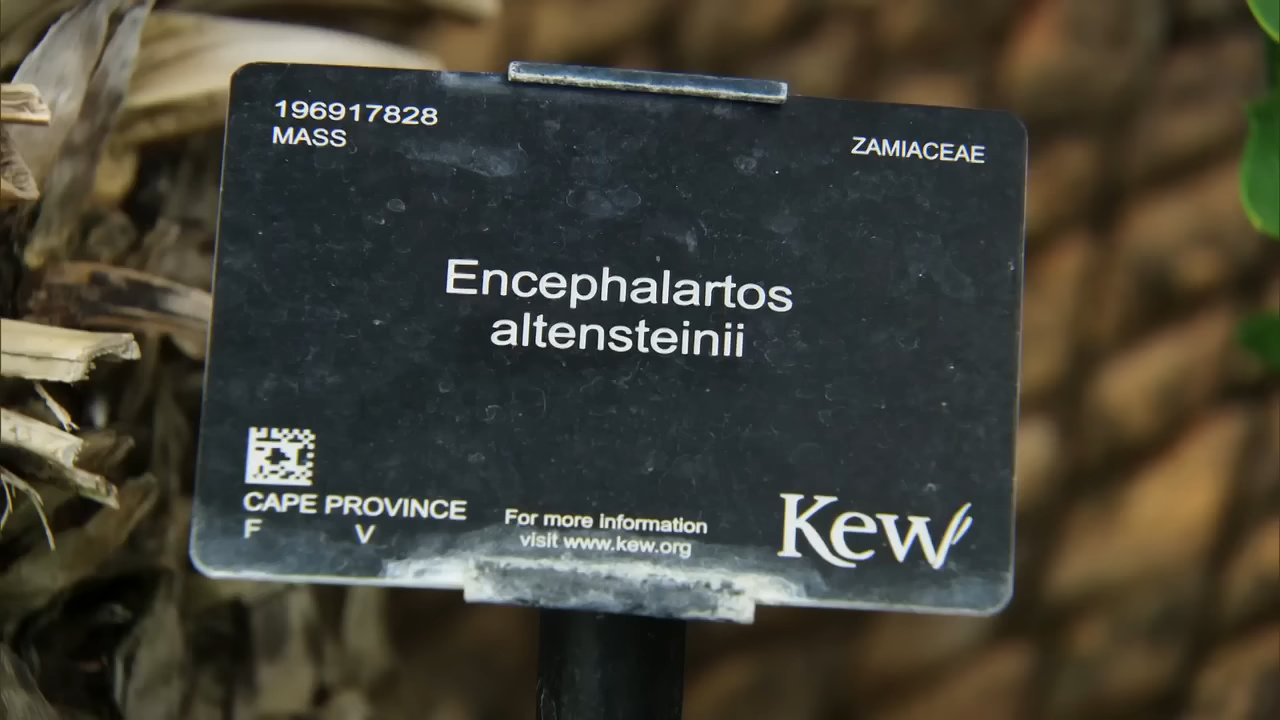 196917828
MASS
ZAMIACEAE
Encephalartos
altensteinii
CAPE PROVINCE
F V
For more information
visit www.kew.org
Kew